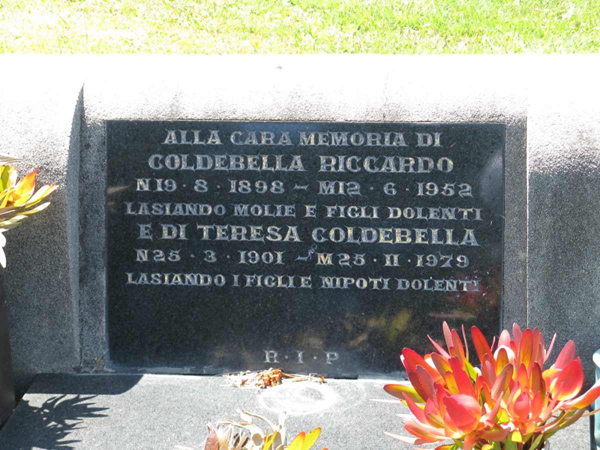 ALLA CARA MEMORIA DI
COLDEBELLA RICCARDO
N19·8·1898 — M12·6·1952
LASIANDO MOLIE E FIGLI DOLENTI
E DI TERESA COLDEBELLA
N25·3·1901 — M25·11·1979
LASIANDO I FIGLI E NIPOTI DOLENTI
R·I·P